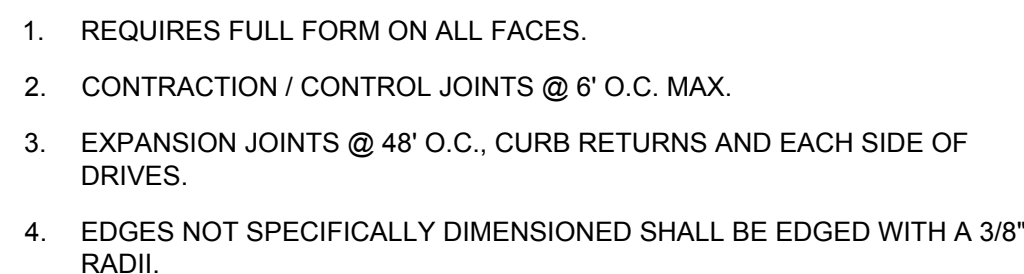 1. REQUIRES FULL FORM ON ALL FACES.
2. CONTRACTION / CONTROL JOINTS @ 6' O.C. MAX.
3. EXPANSION JOINTS @ 48' O.C., CURB RETURNS AND EACH SIDE OF
DRIVES.
4. EDGES NOT SPECIFICALLY DIMENSIONED SHALL BE EDGED WITH A 3/8"
RADII.